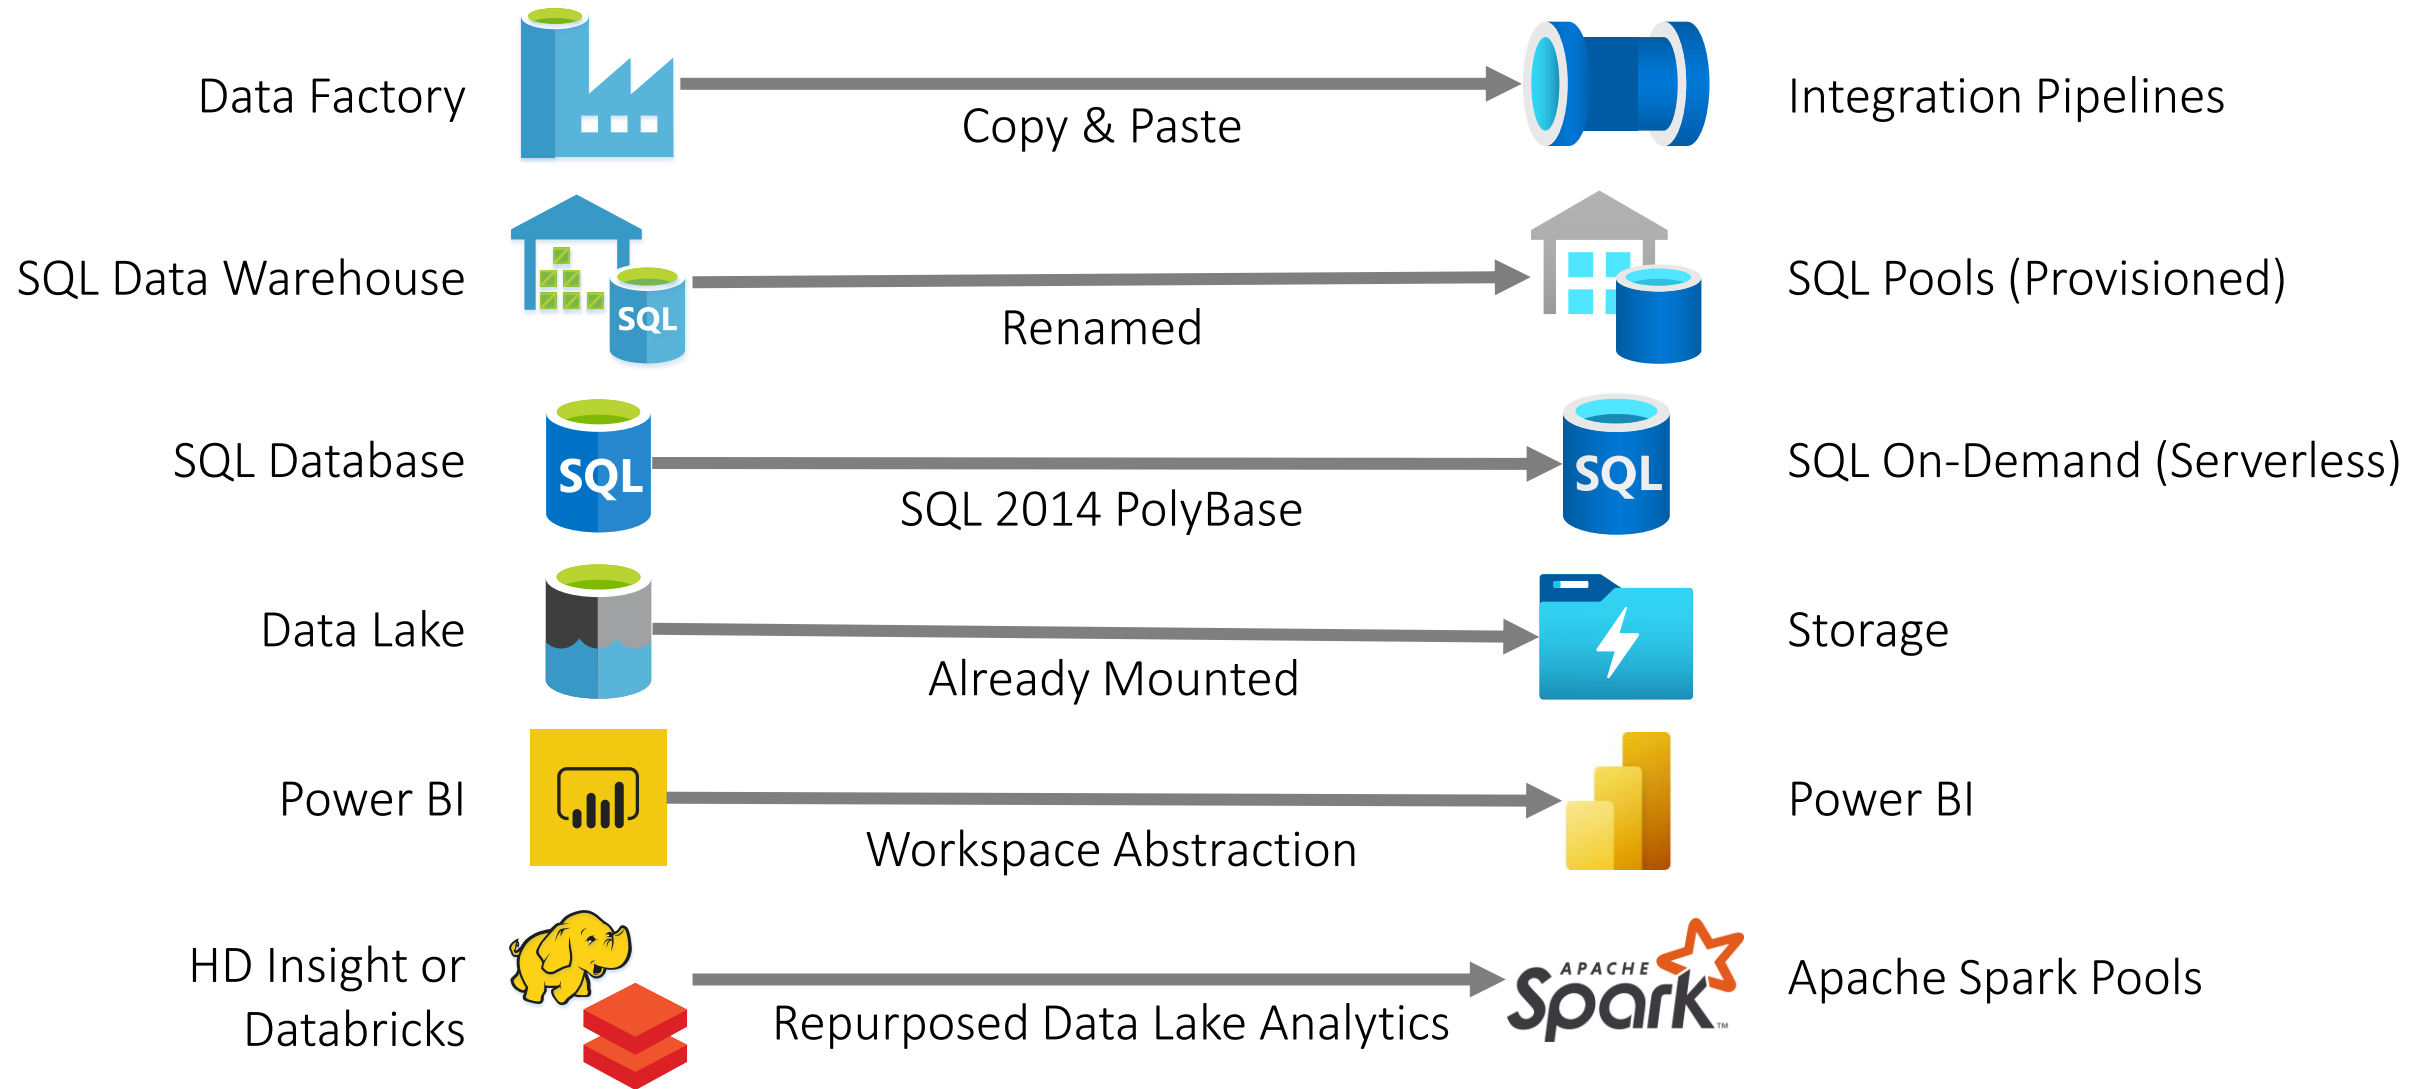 Data Factory
Copy & Paste
Integration Pipelines
SQL Data Warehouse
SQL
Renamed
SQL Pools (Provisioned)
SQL Database
SQL
SQL 2014 PolyBase
SQL
SQL On-Demand (Serverless)
Data Lake
Already Mounted
Storage
Power BI
Workspace Abstraction
Power BI
HD Insight or
Databricks
Repurposed Data Lake Analytics
APACHE
Spark™
Apache Spark Pools